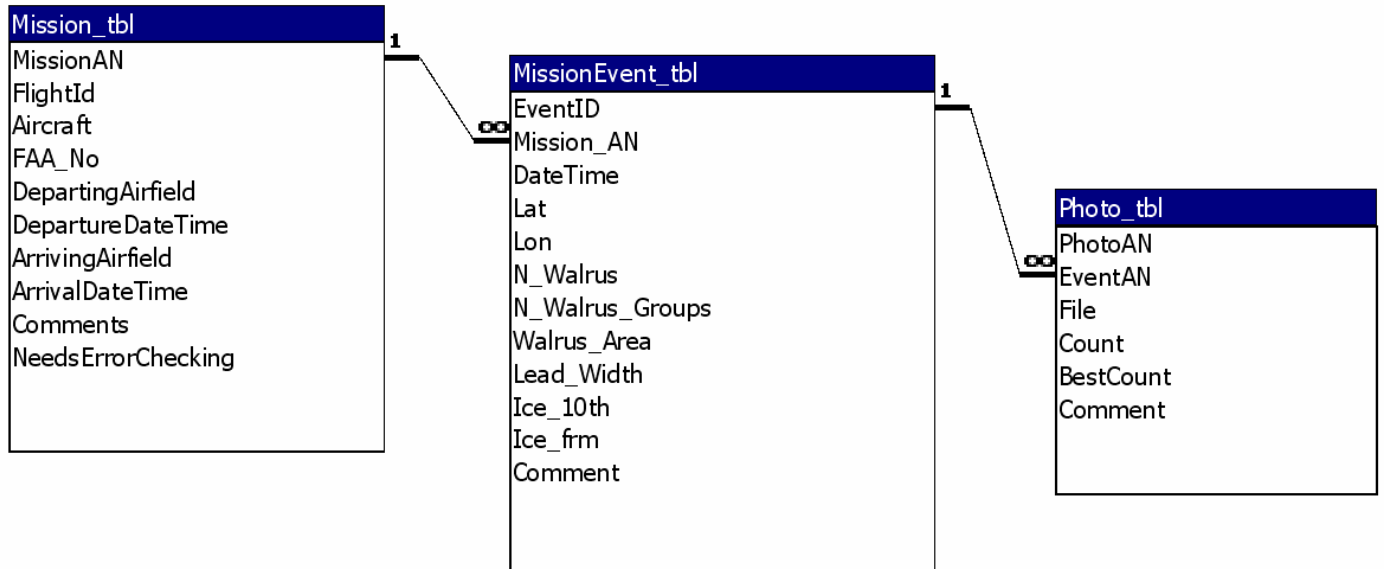 Mission_tbl
MissionAN
FlightId
Aircraft
FAA_No
DepartingAirfield
DepartureDateTime
ArrivingAirfield
ArrivalDateTime
Comments
NeedsErrorChecking
1
∞
MissionEvent_tbl
EventID
Mission_AN
DateTime
Lat
Lon
N_Walrus
N_Walrus_Groups
Walrus_Area
Lead_Width
Ice_10th
Ice_frm
Comment
1
∞
Photo_tbl
PhotoAN
EventAN
File
Count
BestCount
Comment